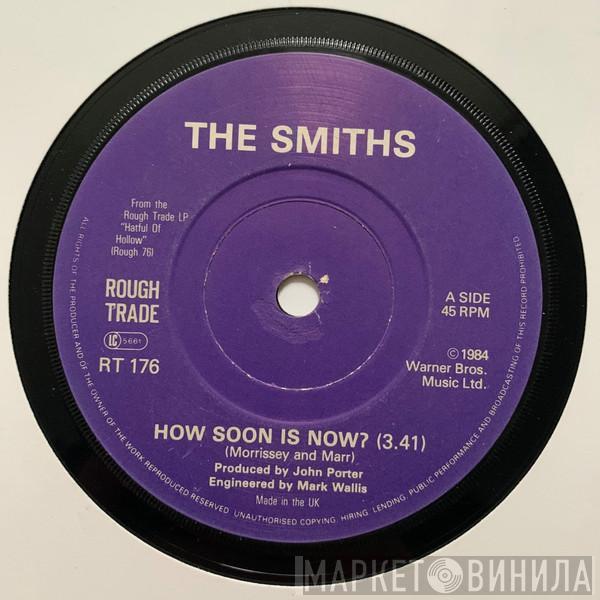 THE SMITHS
From the
Rough Trade LP
"Hatful Of
Hollow"
(Rough 76)
ROUGH
TRADE
LC 5661
RT 176
A SIDE
45 RPM
© 1984
Warner Bros.
Music Ltd.
HOW SOON IS NOW? (3.41)
(Morrissey and Marr)
Produced by John Porter
Engineered by Mark Wallis
Made in the UK
ALL RIGHTS OF THE PRODUCER AND OF THE OWNER OF THE WORK REPRODUCED RESERVED UNAUTHORISED COPYING, HIRING, LENDING, PUBLIC PERFORMANCE AND BROADCASTING OF THIS RECORD PROHIBITED
МАРКЕТ ВИНИЛА